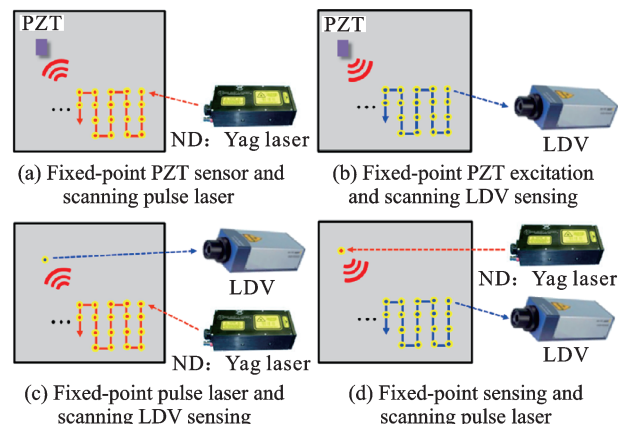 PZT
ND：Yag laser
(a) Fixed-point PZT sensor and
scanning pulse laser
PZT
LDV
(b) Fixed-point PZT excitation
and scanning LDV sensing
LDV
ND：Yag laser
(c) Fixed-point pulse laser and
scanning LDV sensing
ND：Yag laser
LDV
(d) Fixed-point sensing and
scanning pulse laser